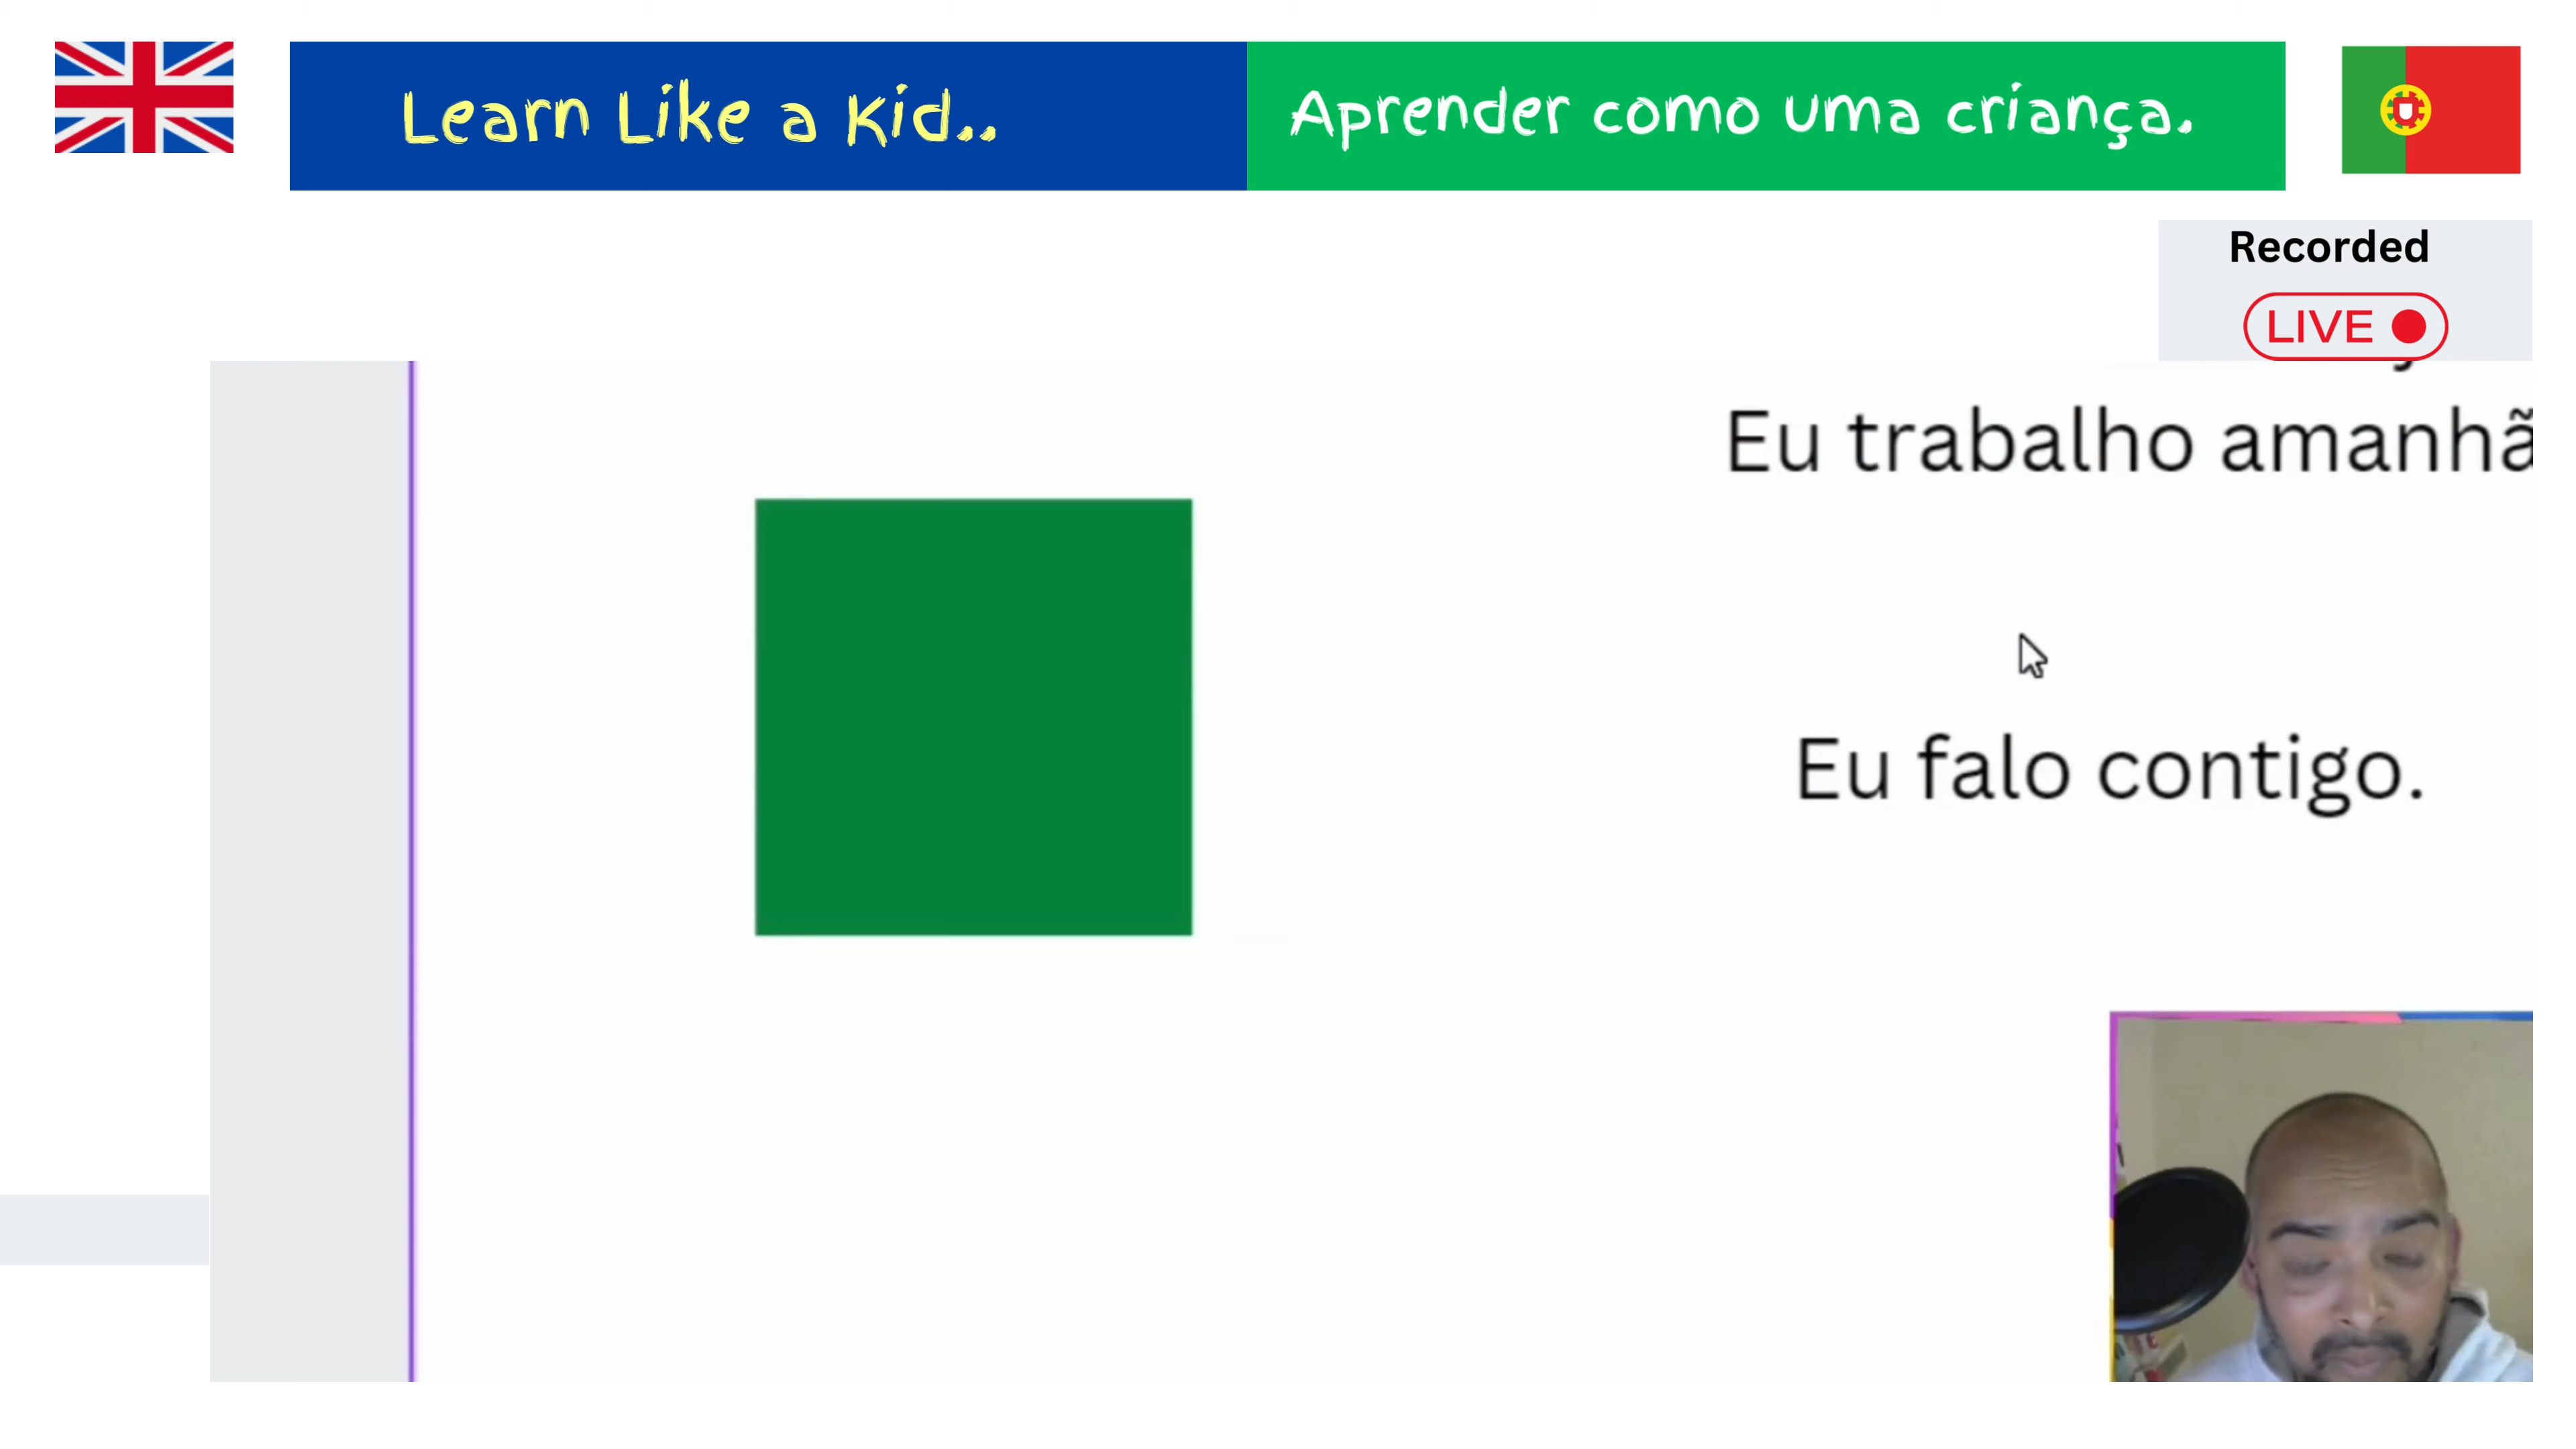 Learn Like a Kid..
Aprender como uma criança.
Recorded
LIVE
Eu trabalho amanhã
Eu falo contigo.